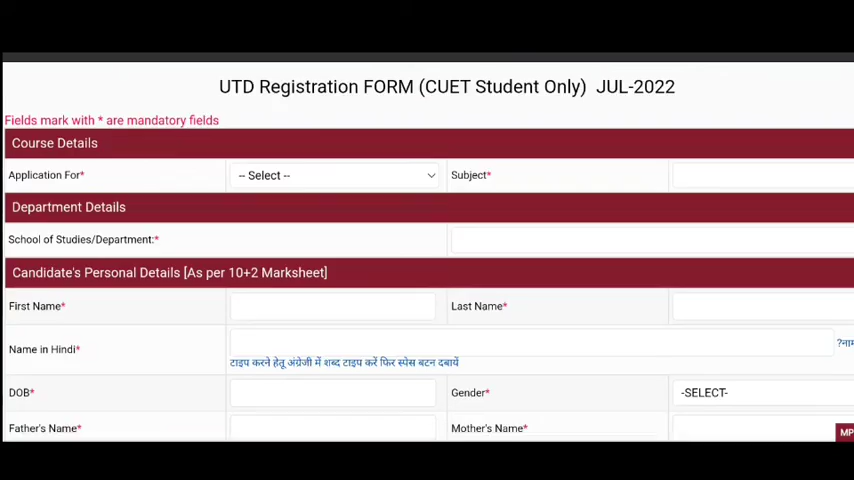 UTD Registration FORM (CUET Student Only) JUL-2022
Fields mark with * are mandatory fields
Course Details
Application For* -- Select -- Subject*
Department Details
School of Studies/Department:*
Candidate's Personal Details [As per 10+2 Marksheet]
First Name* Last Name*
Name in Hindi* ?नाम
टाइप करने हेतू अंग्रेजी में शब्द टाइप करें फिर स्पेस बटन दबायें
DOB* Gender* -SELECT-
Father's Name* Mother's Name* MP